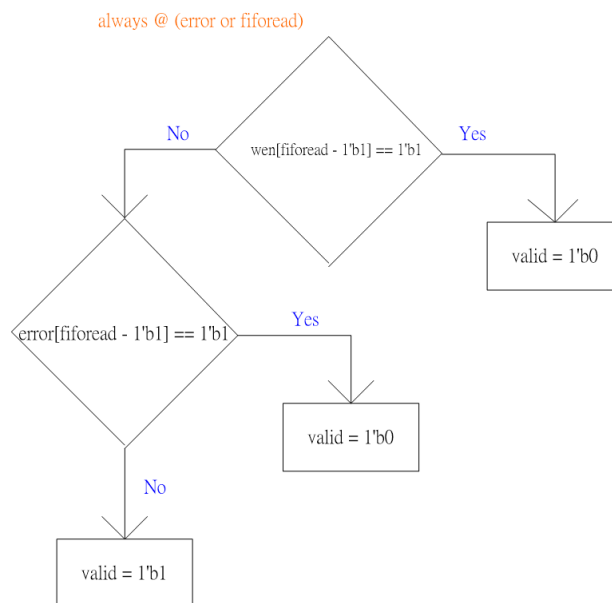 always @ (error or fiforead)
No
Yes
wen[fiforead - 1'b1] == 1'b1
valid = 1'b0
error[fiforead - 1'b1] == 1'b1
Yes
valid = 1'b0
No
valid = 1'b1